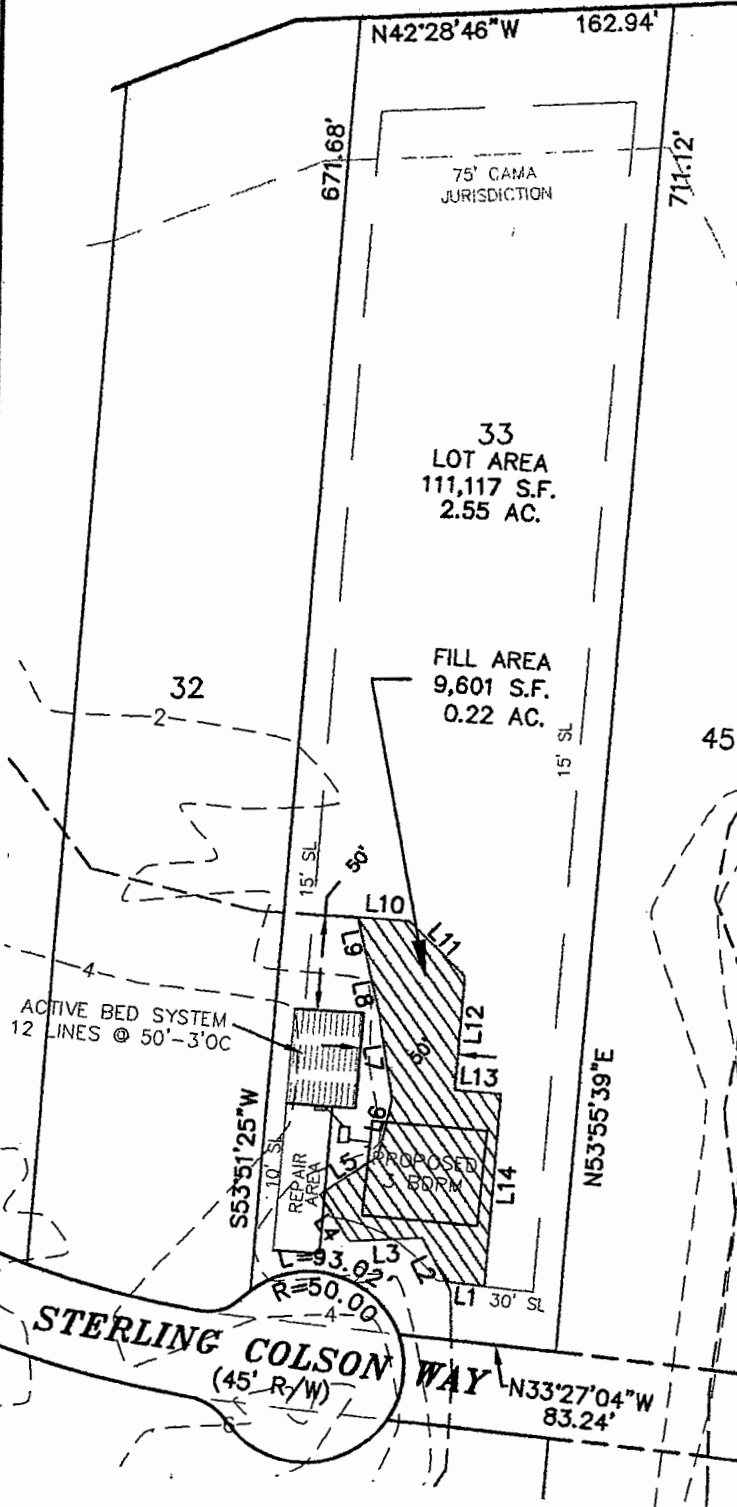 N42°28'46"W 162.94'
671.68'
711.12'
75' CAMA
JURISDICTION
33
LOT AREA
111,117 S.F.
2.55 AC.
FILL AREA
9,601 S.F.
0.22 AC.
32
2
45
15' SL
15' SL
50'
L10
L11
L9
L8
4
ACTIVE BED SYSTEM
12 LINES @ 50'-3'OC
L12
50'
L7
L13
L6
S53°51'25"W
10' SL
REPAIR
AREA
L5
PROPOSED
3 BDRM
L14
N53°55'39"E
L4
L3
L2
L=93.62'
R=50.00
L1
30' SL
4
STERLING COLSON WAY
(45' R/W)
N33°27'04"W
83.24'
6